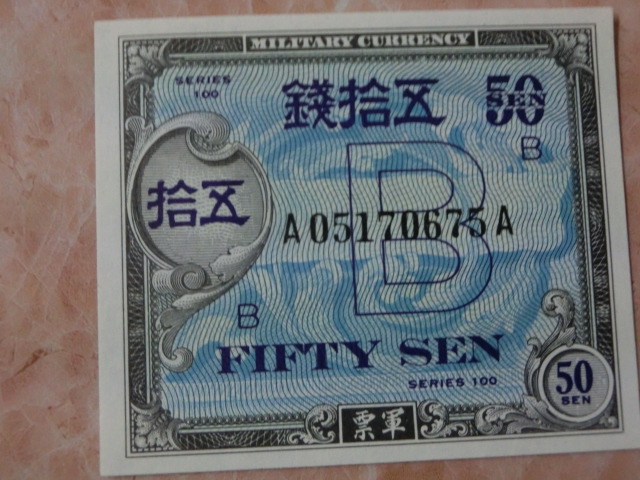 MILITARY CURRENCY
SERIES
100
錢拾五
50
SEN
B
拾五
B
A05170675A
B
FIFTY SEN
SERIES 100
50
SEN
票軍